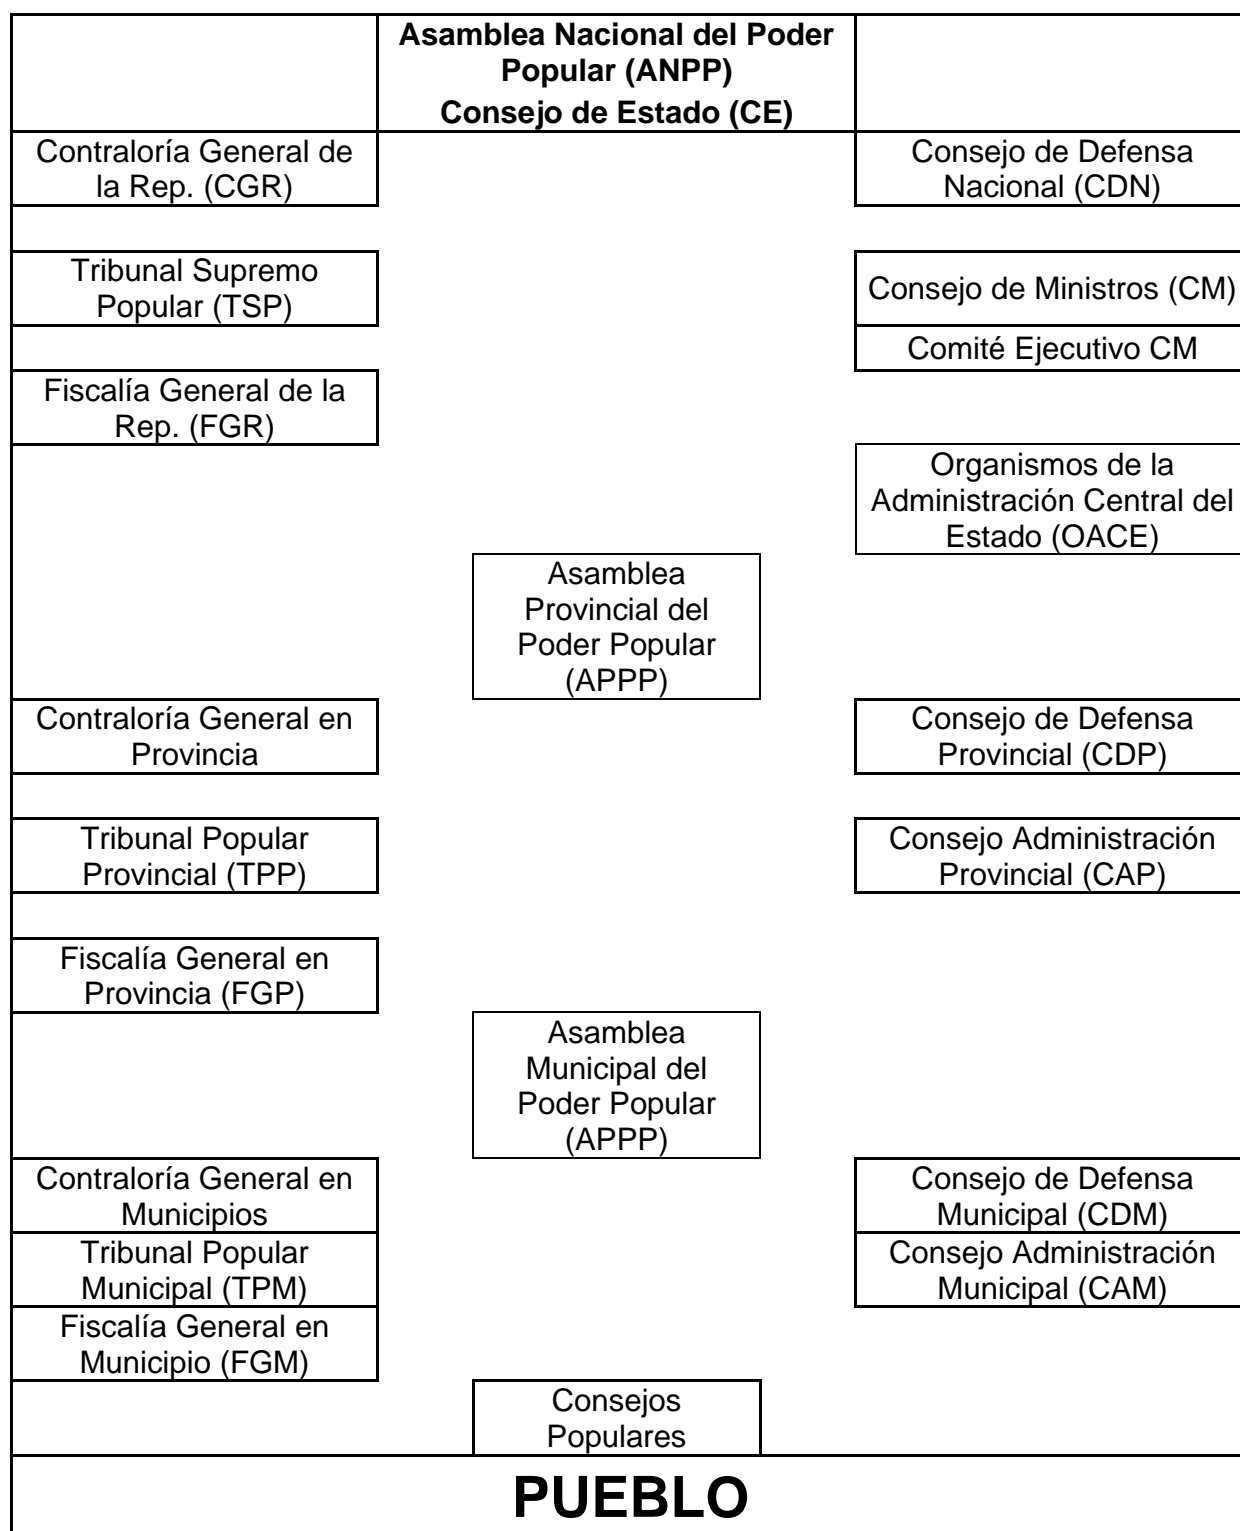 Asamblea Nacional del Poder
Popular (ANPP)
Consejo de Estado (CE)
Contraloría General de
la Rep. (CGR)
Consejo de Defensa
Nacional (CDN)
Tribunal Supremo
Popular (TSP)
Consejo de Ministros (CM)
Comité Ejecutivo CM
Fiscalía General de la
Rep. (FGR)
Organismos de la
Administración Central del
Estado (OACE)
Asamblea
Provincial del
Poder Popular
(APPP)
Contraloría General en
Provincia
Consejo de Defensa
Provincial (CDP)
Tribunal Popular
Provincial (TPP)
Consejo Administración
Provincial (CAP)
Fiscalía General en
Provincia (FGP)
Asamblea
Municipal del
Poder Popular
(APPP)
Contraloría General en
Municipios
Consejo de Defensa
Municipal (CDM)
Tribunal Popular
Municipal (TPM)
Consejo Administración
Municipal (CAM)
Fiscalía General en
Municipio (FGM)
Consejos
Populares
PUEBLO